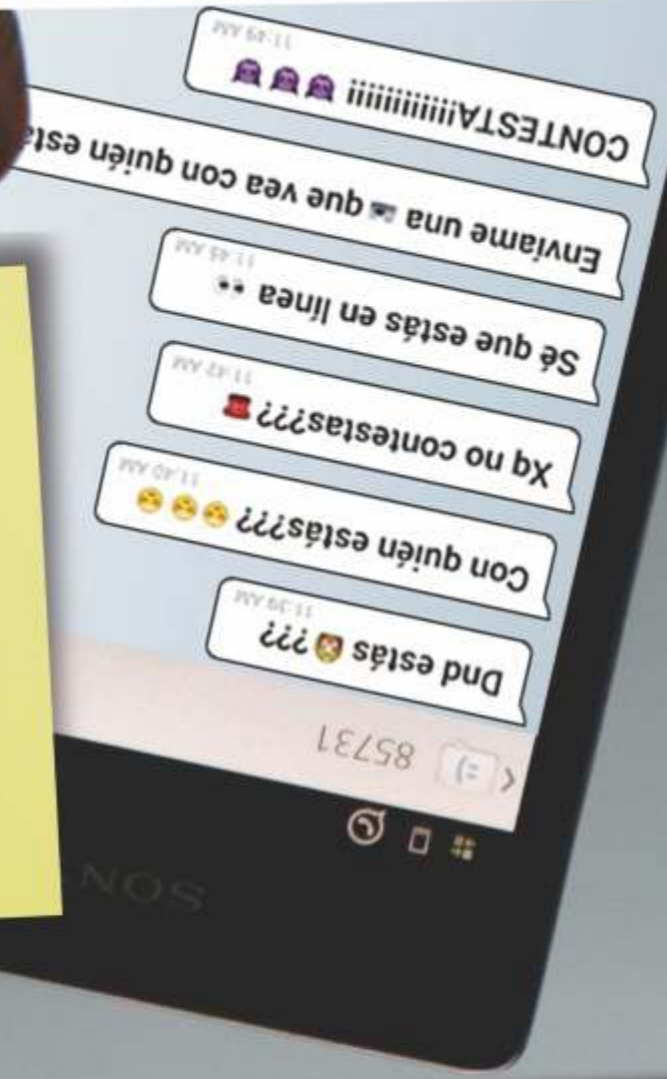 SON
85731
Dnd estás ???
11:39 AM
Con quién estás???
11:40 AM
Xq no contestas???
11:42 AM
Sé que estás en línea
11:45 AM
Envíame una que vea con quién está
CONTESTA!!!!!!!!!!!
11:49 AM